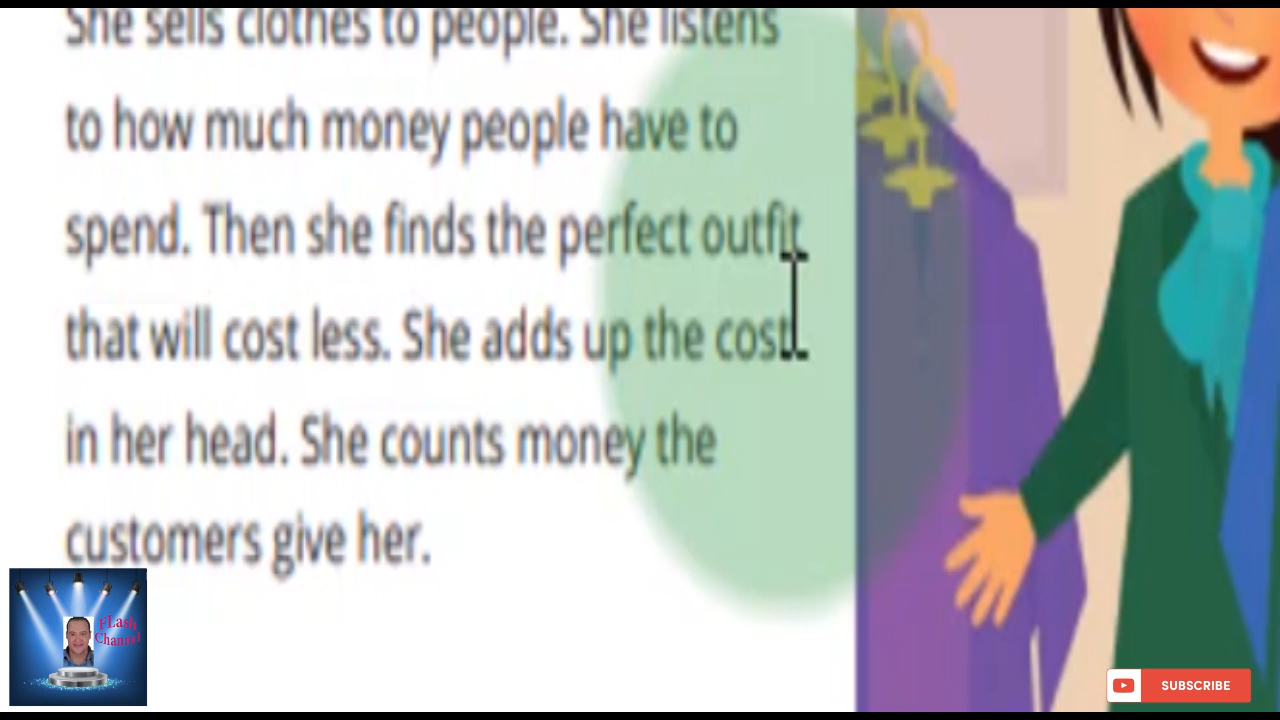 She sells clothes to people. She listens
to how much money people have to
spend. Then she finds the perfect outfit
that will cost less. She adds up the cost
in her head. She counts money the
customers give her.
FLash
Channel
SUBSCRIBE